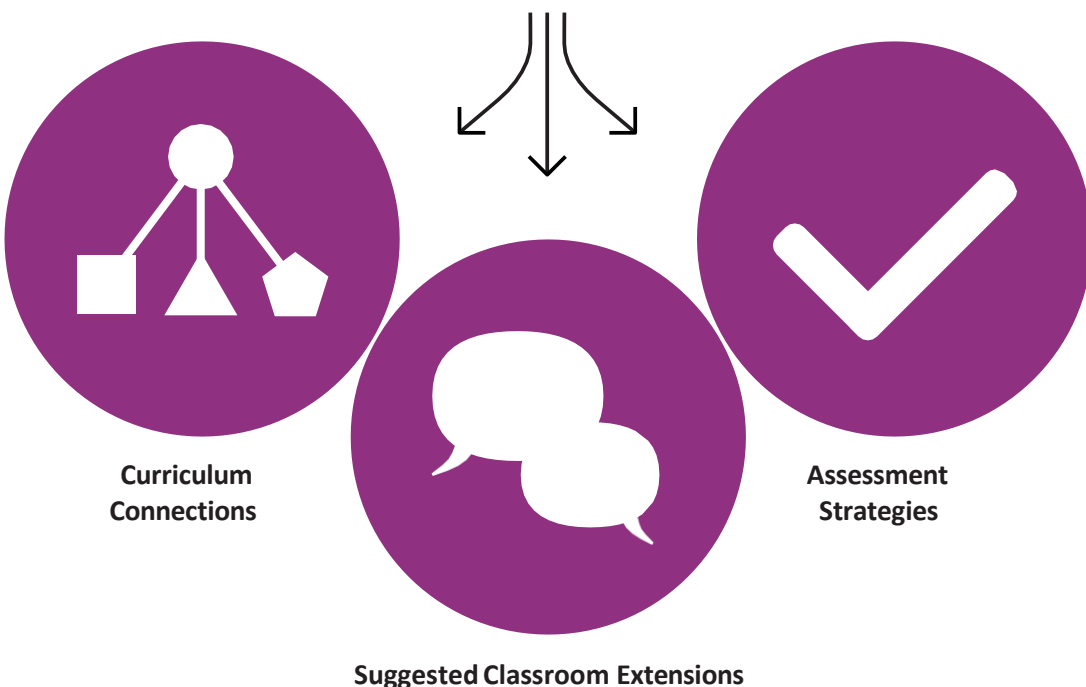 Curriculum
Connections
Assessment
Strategies
Suggested Classroom Extensions